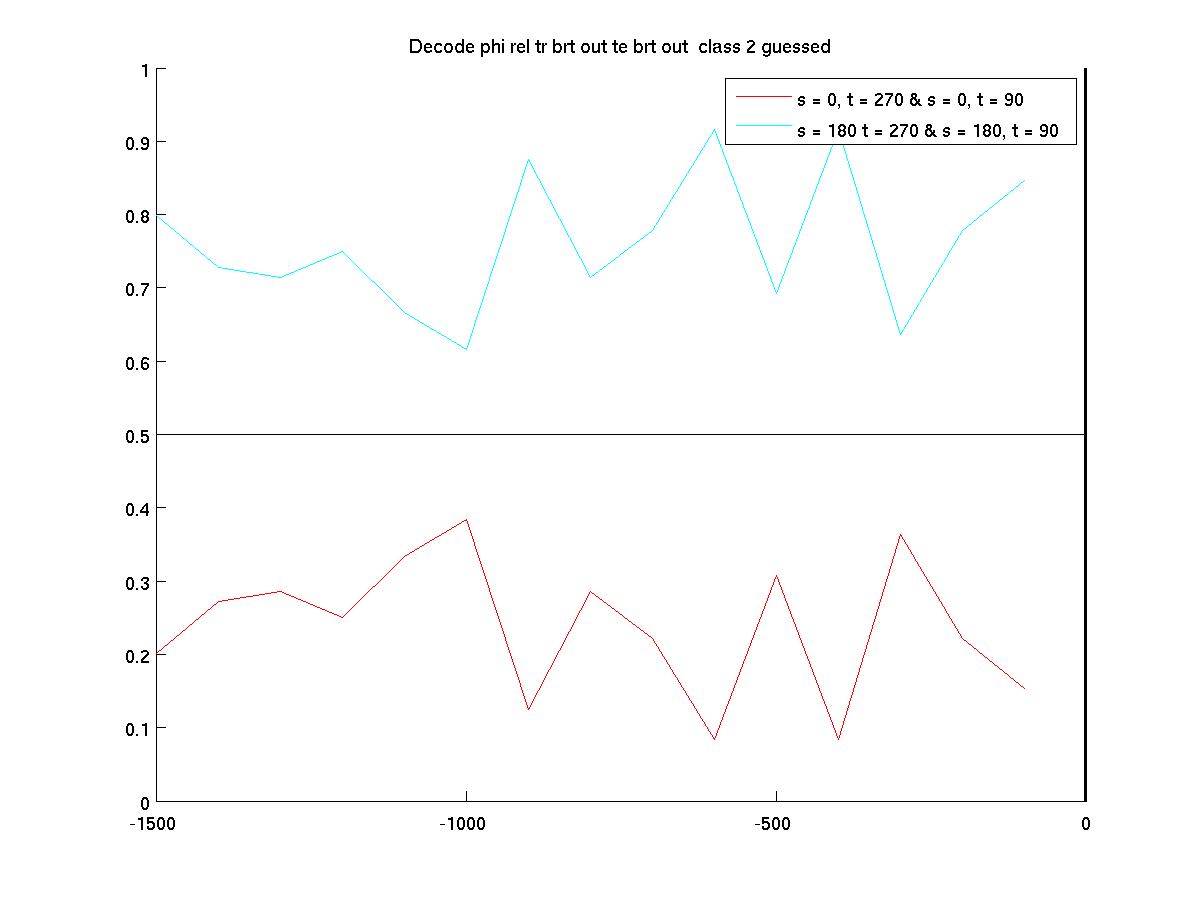 Decode phi rel tr brt out te brt out  class 2 guessed
1
s = 0, t = 270 & s = 0, t = 90
s = 180 t = 270 & s = 180, t = 90
0.9
0.8
0.7
0.6
0.5
0.4
0.3
0.2
0.1
0
-1500 -1000 -500 0